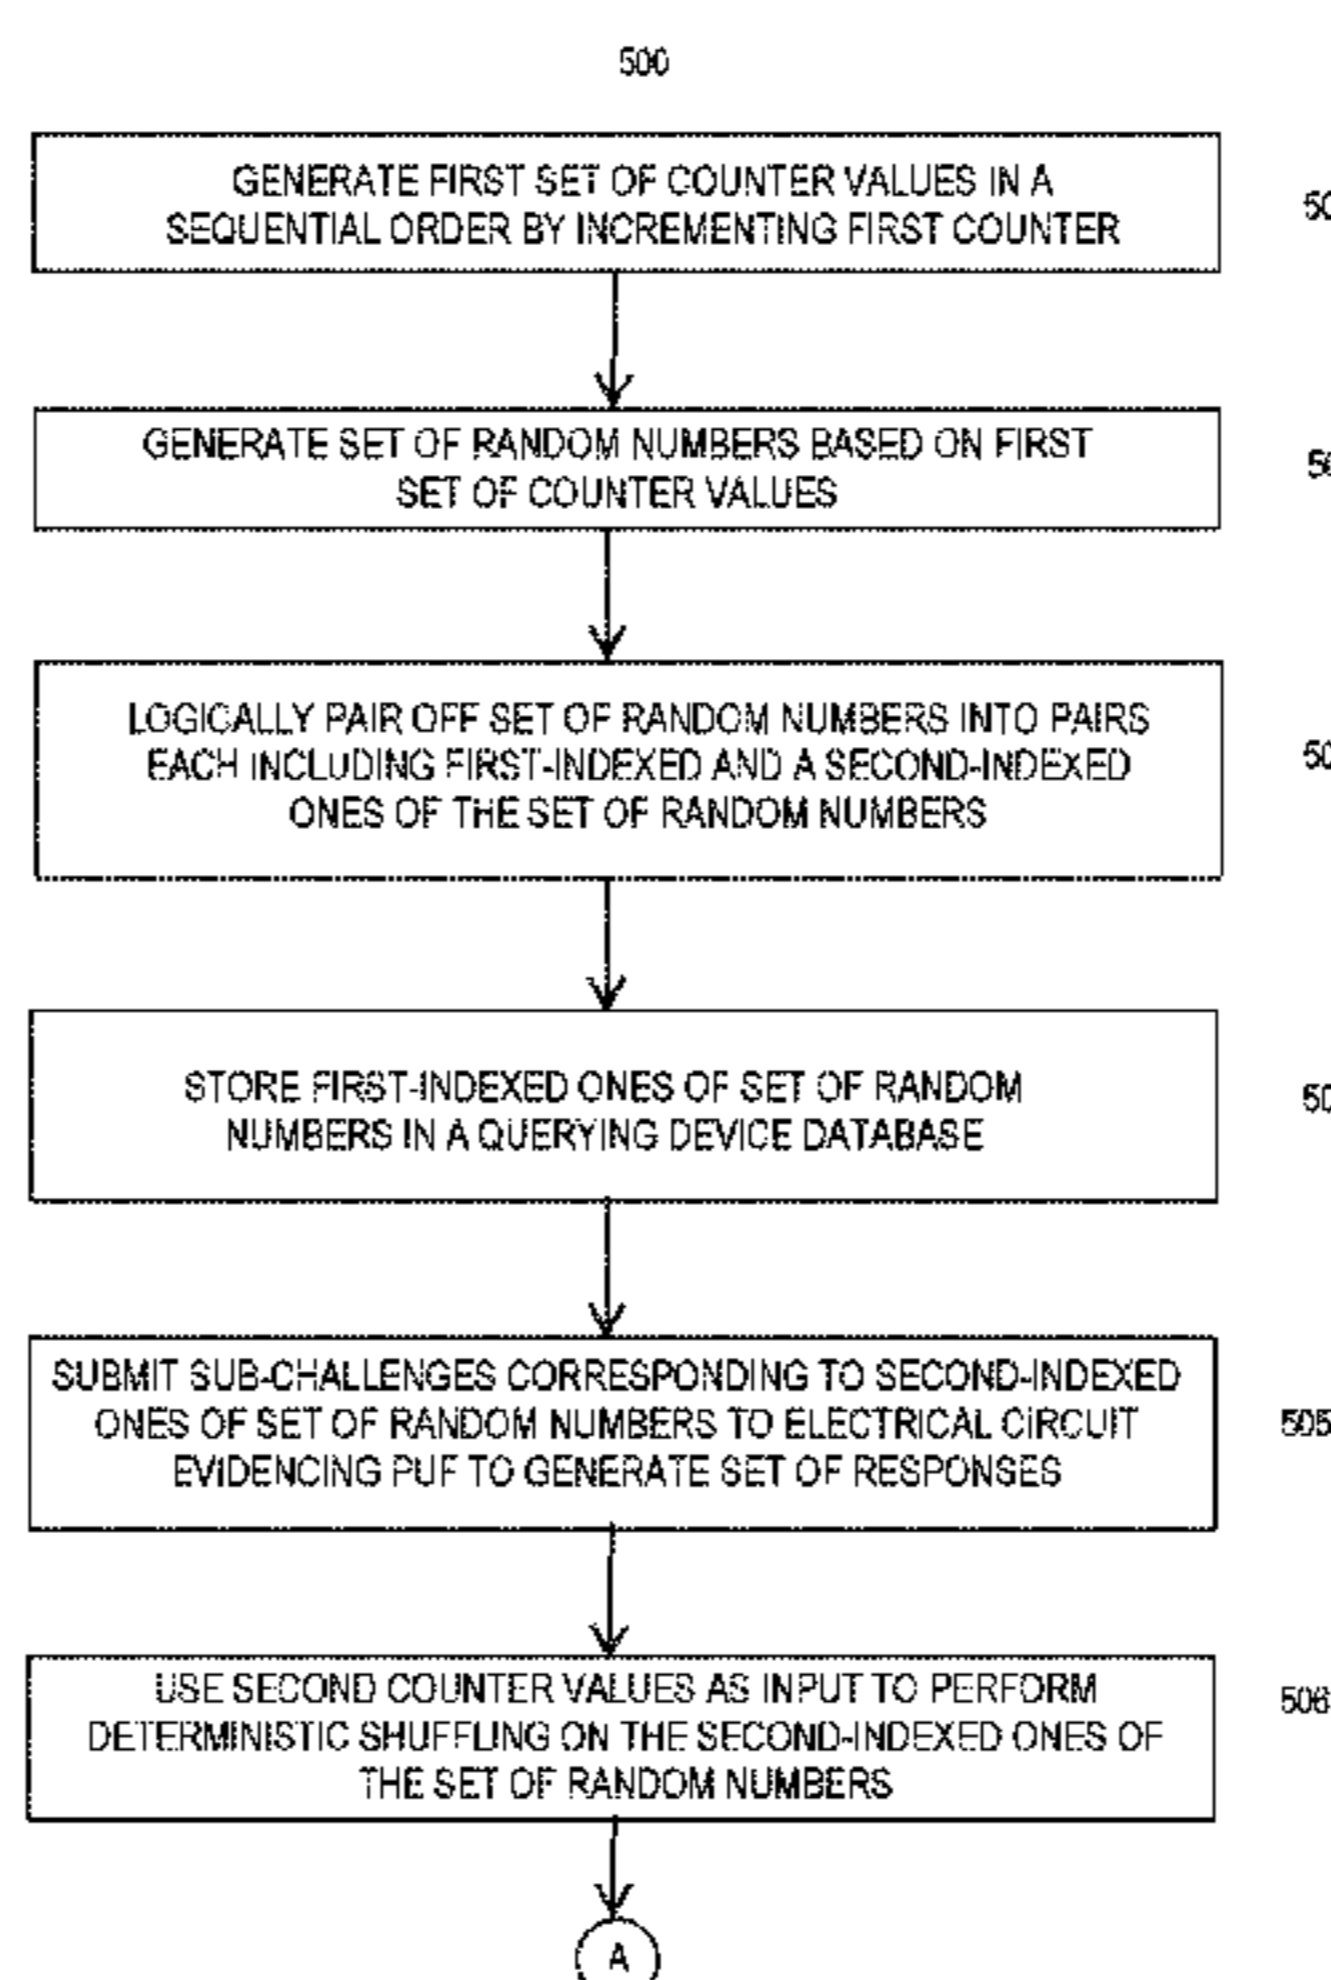 500
GENERATE FIRST SET OF COUNTER VALUES IN A
SEQUENTIAL ORDER BY INCREMENTING FIRST COUNTER
50
GENERATE SET OF RANDOM NUMBERS BASED ON FIRST
SET OF COUNTER VALUES
50
LOGICALLY PAIR OFF SET OF RANDOM NUMBERS INTO PAIRS
EACH INCLUDING FIRST-INDEXED AND A SECOND-INDEXED
ONES OF THE SET OF RANDOM NUMBERS
50
STORE FIRST-INDEXED ONES OF SET OF RANDOM
NUMBERS IN A QUERYING DEVICE DATABASE
50
SUBMIT SUB-CHALLENGES CORRESPONDING TO SECOND-INDEXED
ONES OF SET OF RANDOM NUMBERS TO ELECTRICAL CIRCUIT
EVIDENCING PUF TO GENERATE SET OF RESPONSES
505
USE SECOND COUNTER VALUES AS INPUT TO PERFORM
DETERMINISTIC SHUFFLING ON THE SECOND-INDEXED ONES OF
THE SET OF RANDOM NUMBERS
506
A